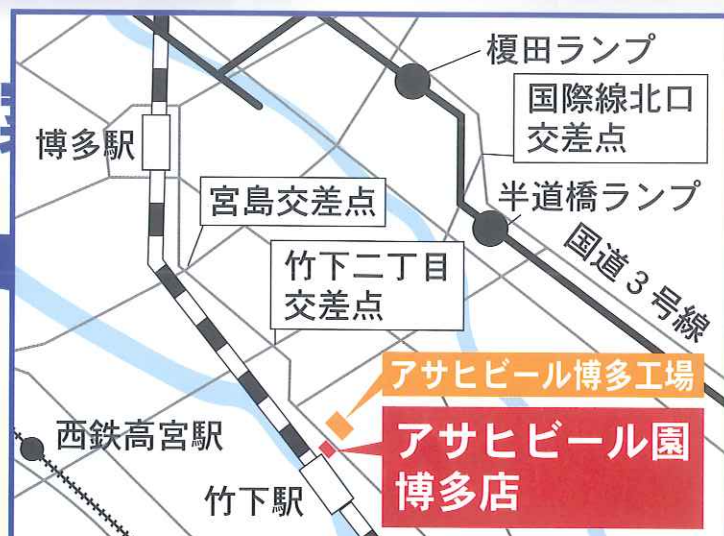 榎田ランプ
国際線北口
交差点
博多駅
宮島交差点
半道橋ランプ
国道3号線
竹下二丁目
交差点
アサヒビール博多工場
アサヒビール園
博多店
西鉄高宮駅
竹下駅